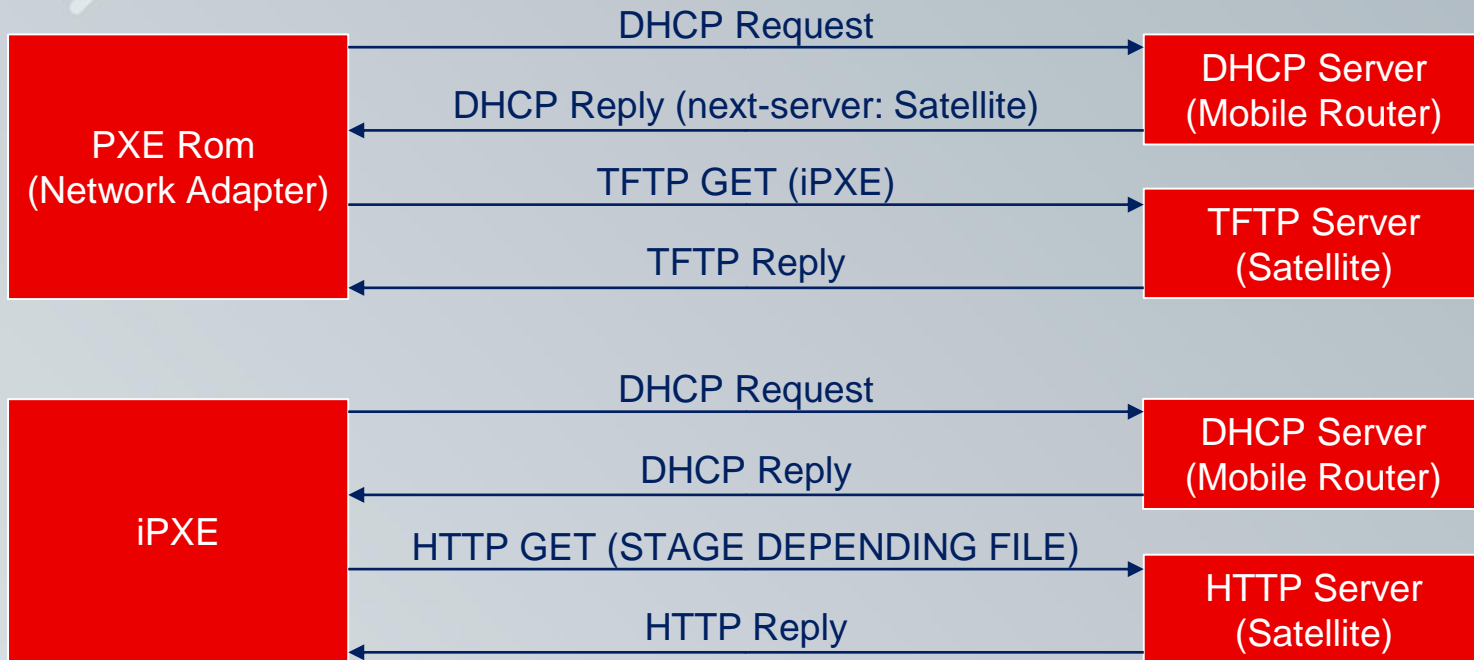 DHCP Request
DHCP Server
(Mobile Router)
DHCP Reply (next-server: Satellite)
PXE Rom
(Network Adapter)
TFTP GET (iPXE)
TFTP Server
(Satellite)
TFTP Reply
DHCP Request
DHCP Server
(Mobile Router)
DHCP Reply
iPXE
HTTP GET (STAGE DEPENDING FILE)
HTTP Server
(Satellite)
HTTP Reply